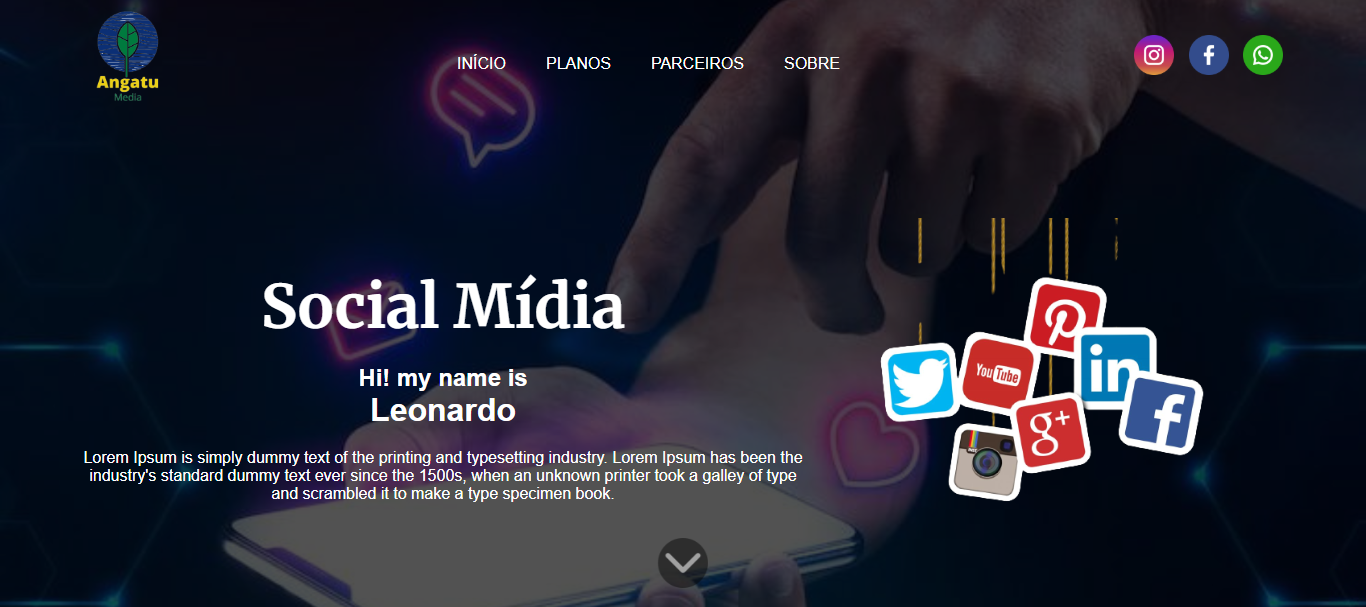 Angatu
Media
INÍCIO PLANOS PARCEIROS SOBRE
Social Mídia
Hi! my name is
Leonardo
Lorem Ipsum is simply dummy text of the printing and typesetting industry. Lorem Ipsum has been the
industry's standard dummy text ever since the 1500s, when an unknown printer took a galley of type
and scrambled it to make a type specimen book.
YouTube
in
g+